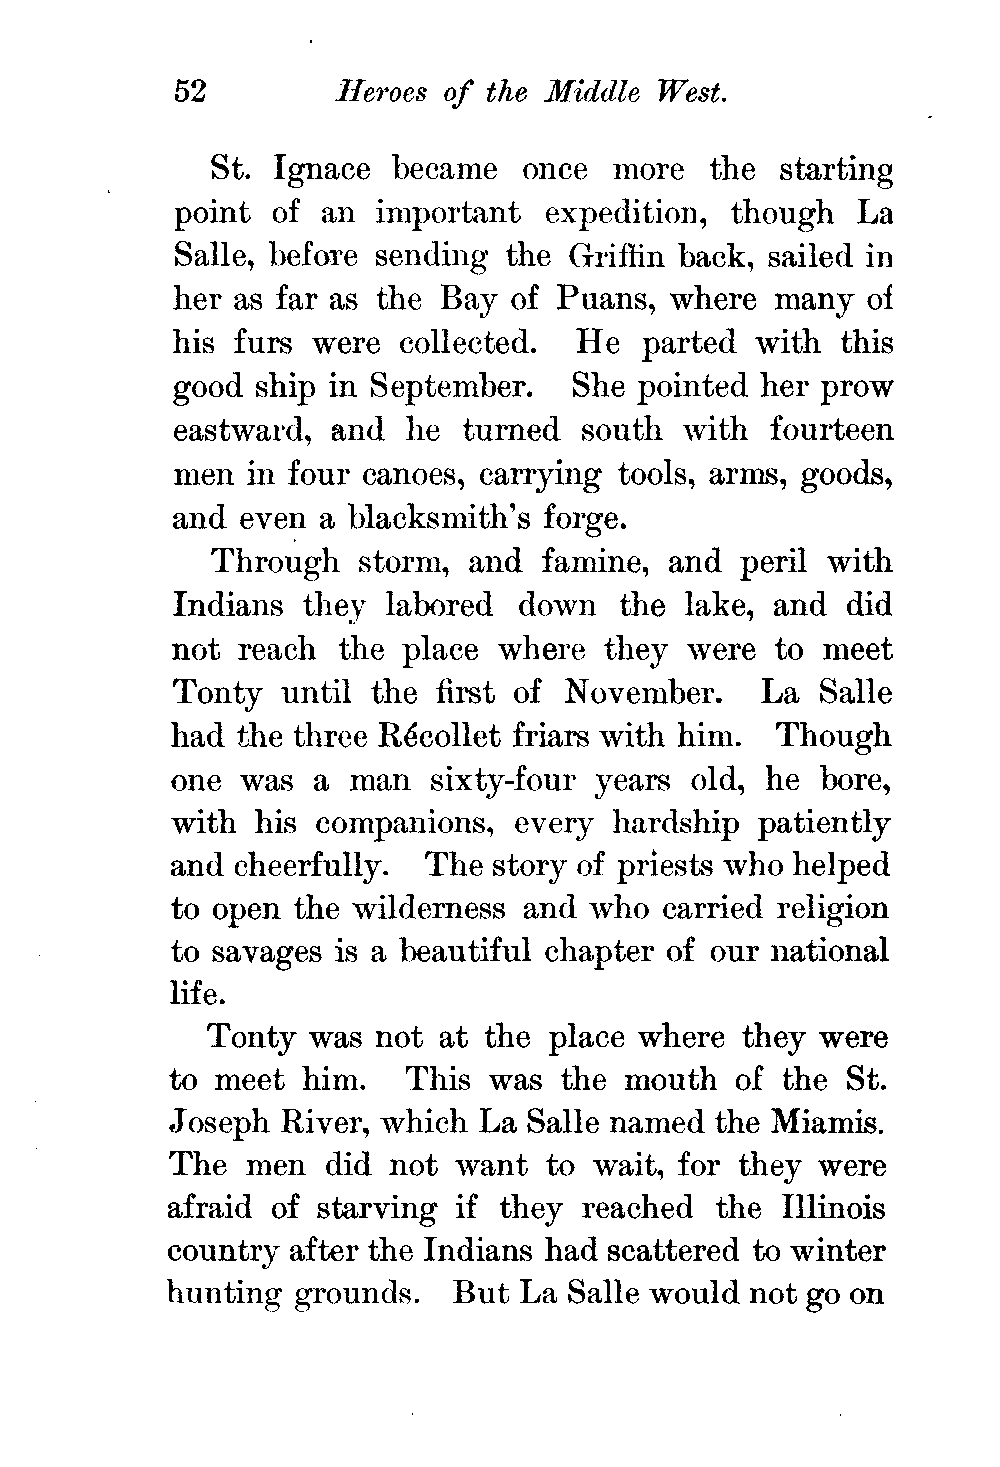 52 Heroes of the Middle West.
St. Ignace became once more the starting
point of an important expedition, though La
Salle, before sending the Griffin back, sailed in
her as far as the Bay of Puans, where many of
his furs were collected. He parted with this
good ship in September. She pointed her prow
eastward, and he turned south with fourteen
men in four canoes, carrying tools, arms, goods,
and even a blacksmith's forge.
Through storm, and famine, and peril with
Indians they labored down the lake, and did
not reach the place where they were to meet
Tonty until the first of November. La Salle
had the three Récollet friars with him. Though
one was a man sixty-four years old, he bore,
with his companions, every hardship patiently
and cheerfully. The story of priests who helped
to open the wilderness and who carried religion
to savages is a beautiful chapter of our national
life.
Tonty was not at the place where they were
to meet him. This was the mouth of the St.
Joseph River, which La Salle named the Miamis.
The men did not want to wait, for they were
afraid of starving if they reached the Illinois
country after the Indians had scattered to winter
hunting grounds. But La Salle would not go on